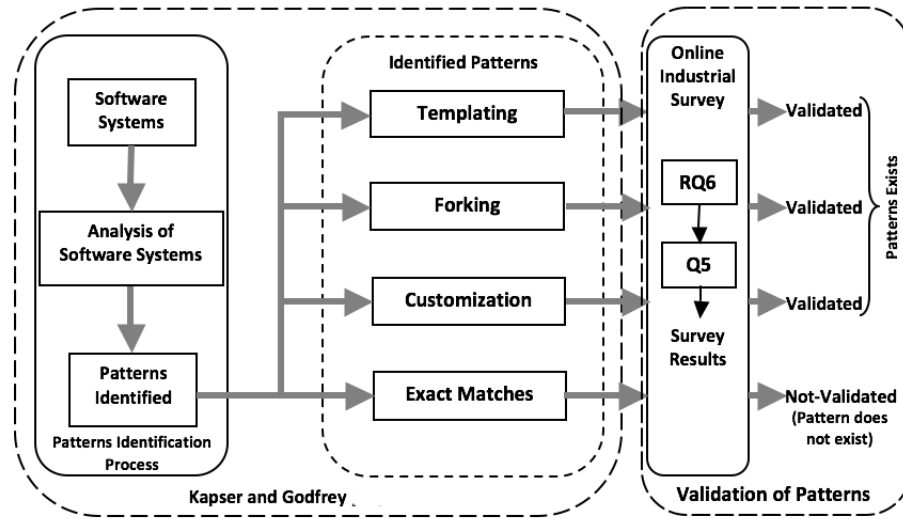 Software
Systems
Analysis of
Software Systems
Patterns
Identified
Patterns Identification
Process
Identified Patterns
Templating
Forking
Customization
Exact Matches
Kapser and Godfrey
Online
Industrial
Survey
RQ6
Q5
Survey
Results
Validated
Validated
Validated
Patterns Exists
Not-Validated
(Pattern does
not exist)
Validation of Patterns